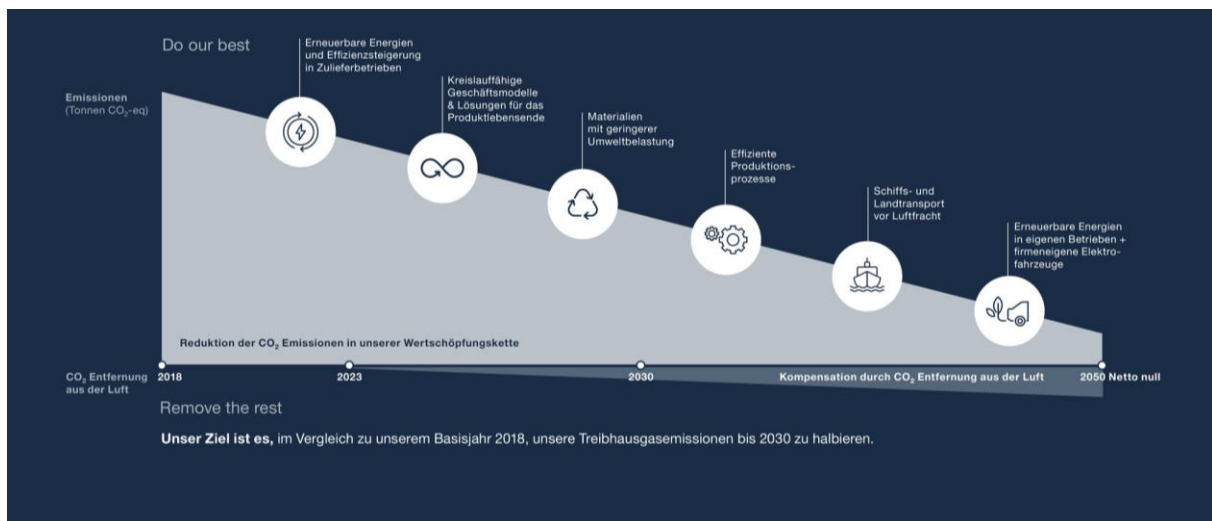 Do our best
Erneuerbare Energien
und Effizienzsteigerung
in Zulieferbetrieben
Kreislauffähige
Geschäftsmodelle
& Lösungen für das
Produktlebensende
Emissionen
(Tonnen CO₂-eq)
Materialien
mit geringerer
Umweltbelastung
Effiziente
Produktions-
prozesse
Schiffs- und
Landtransport
vor Luftfracht
Erneuerbare Energien
in eigenen Betrieben +
firmeneigene Elektro-
fahrzeuge
Reduktion der CO₂ Emissionen in unserer Wertschöpfungskette
CO₂ Entfernung
aus der Luft
2018
2023
2030
Kompensation durch CO₂ Entfernung aus der Luft
2050 Netto null
Remove the rest
Unser Ziel ist es, im Vergleich zu unserem Basisjahr 2018, unsere Treibhausgasemissionen bis 2030 zu halbieren.